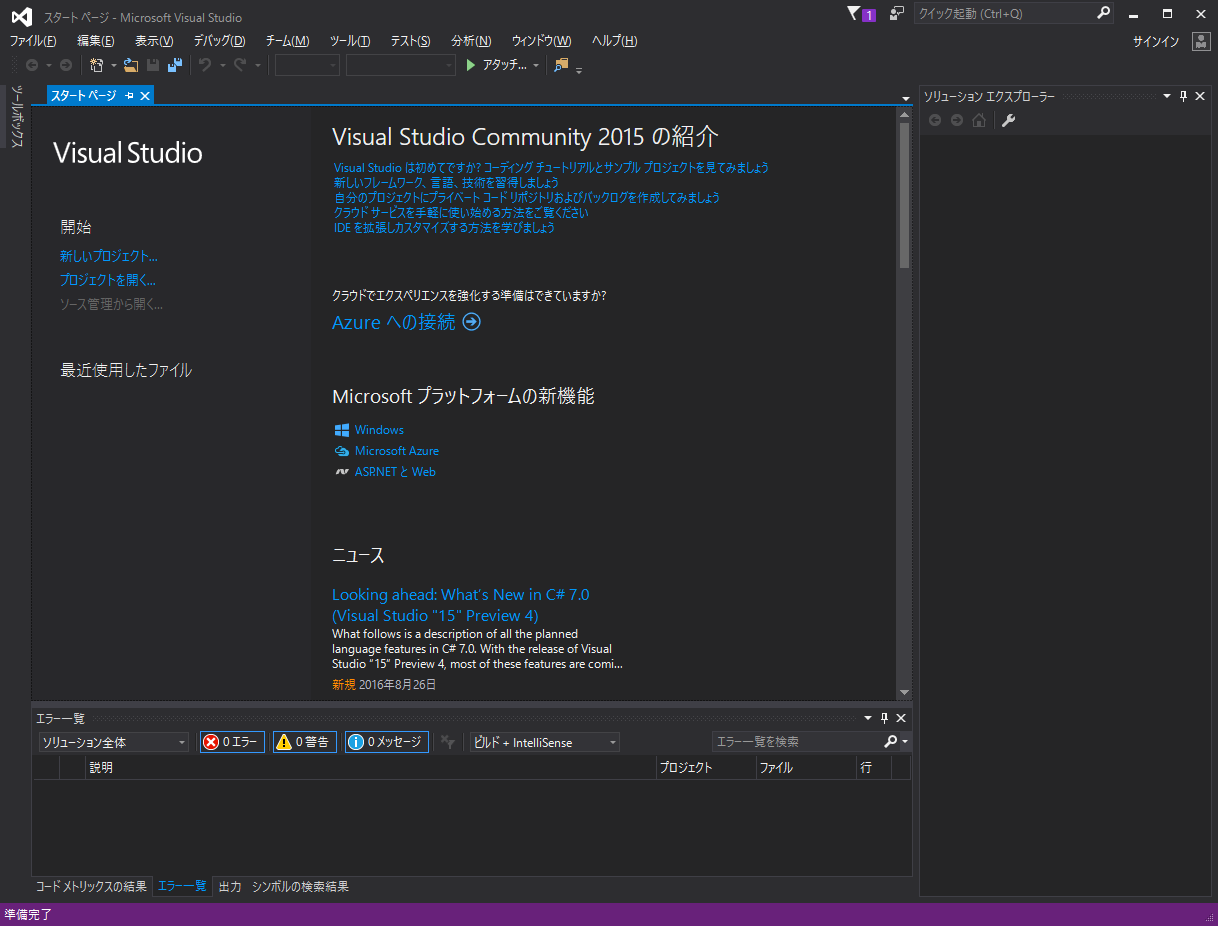 スタート ページ - Microsoft Visual Studio
1
クイック起動 (Ctrl+Q)
ファイル(F) 編集(E) 表示(V) デバッグ(D) チーム(M) ツール(T) テスト(S) 分析(N) ウィンドウ(W) ヘルプ(H)
サインイン
アタッチ...
ツールボックス
スタート ページ
Visual Studio
開始
新しいプロジェクト...
プロジェクトを開く...
ソース管理から開く...
最近使用したファイル
Visual Studio Community 2015 の紹介
Visual Studio は初めてですか? コーディング チュートリアルとサンプル プロジェクトを見てみましょう
新しいフレームワーク、言語、技術を習得しましょう
自分のプロジェクトにプライベート コード リポジトリおよびバックログを作成してみましょう
クラウド サービスを手軽に使い始める方法をご覧ください
IDE を拡張しカスタマイズする方法を学びましょう
クラウドでエクスペリエンスを強化する準備はできていますか?
Azure への接続
Microsoft プラットフォームの新機能
Windows
Microsoft Azure
ASP.NET と Web
ニュース
Looking ahead: What's New in C# 7.0
(Visual Studio "15" Preview 4)
What follows is a description of all the planned
language features in C# 7.0. With the release of Visual
Studio “15” Preview 4, most of these features are comi...
新規 2016年8月26日
ソリューション エクスプローラー
エラー一覧
ソリューション全体 0 エラー 0 警告 0 メッセージ ビルド + IntelliSense エラー一覧を検索
説明 プロジェクト ファイル 行
コード メトリックスの結果 エラー一覧 出力 シンボルの検索結果
準備完了